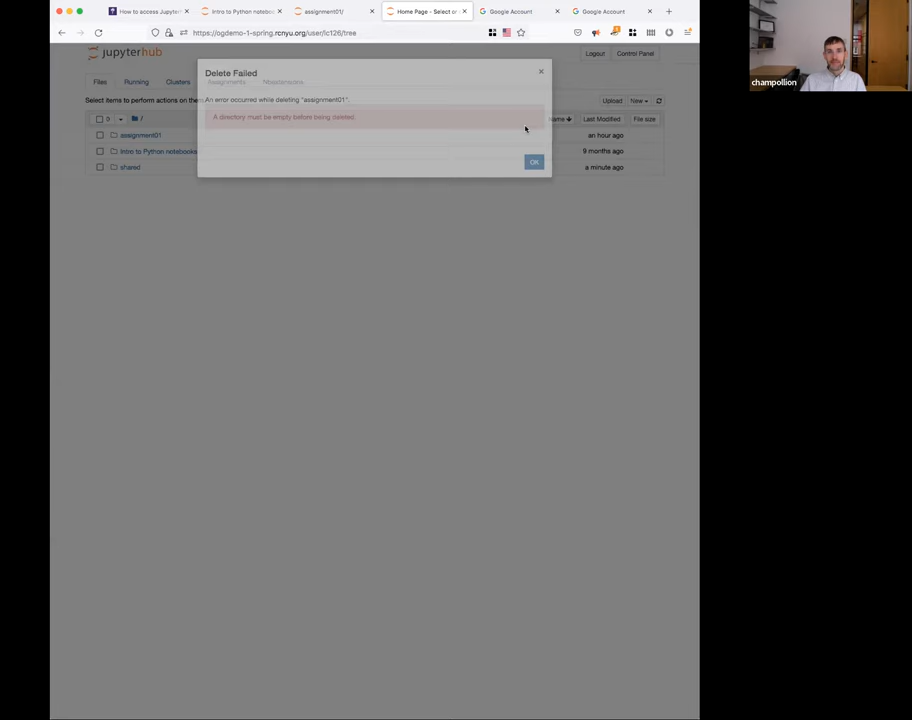 How to access Jupyter
Intro to Python noteboo
assignment01/
Home Page - Select or
Google Account
Google Account
https://ogdemo-1-spring.rcnyu.org/user/lc126/tree
jupyterhub
Logout
Control Panel
Delete Failed
Files
Running
Clusters
Assignments
An error occurred while deleting "assignment01".
Select items to perform actions on them
Upload
New
A directory must be empty before being deleted.
0
/
Name
Last Modified
File size
assignment01
an hour ago
Intro to Python notebooks
9 months ago
OK
shared
a minute ago
champollion